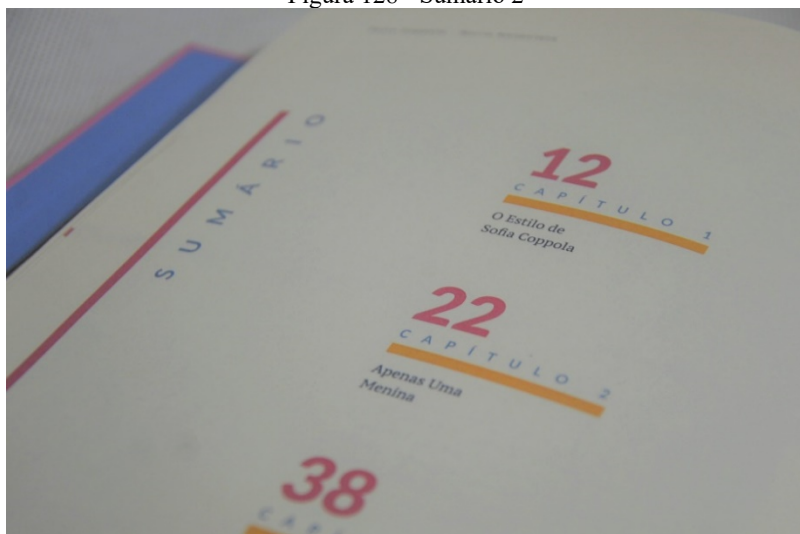 SUMÁRIO
12
CAPÍTULO 1
O Estilo de
Sofia Coppola
22
CAPÍTULO 2
Apenas Uma
Menina
38